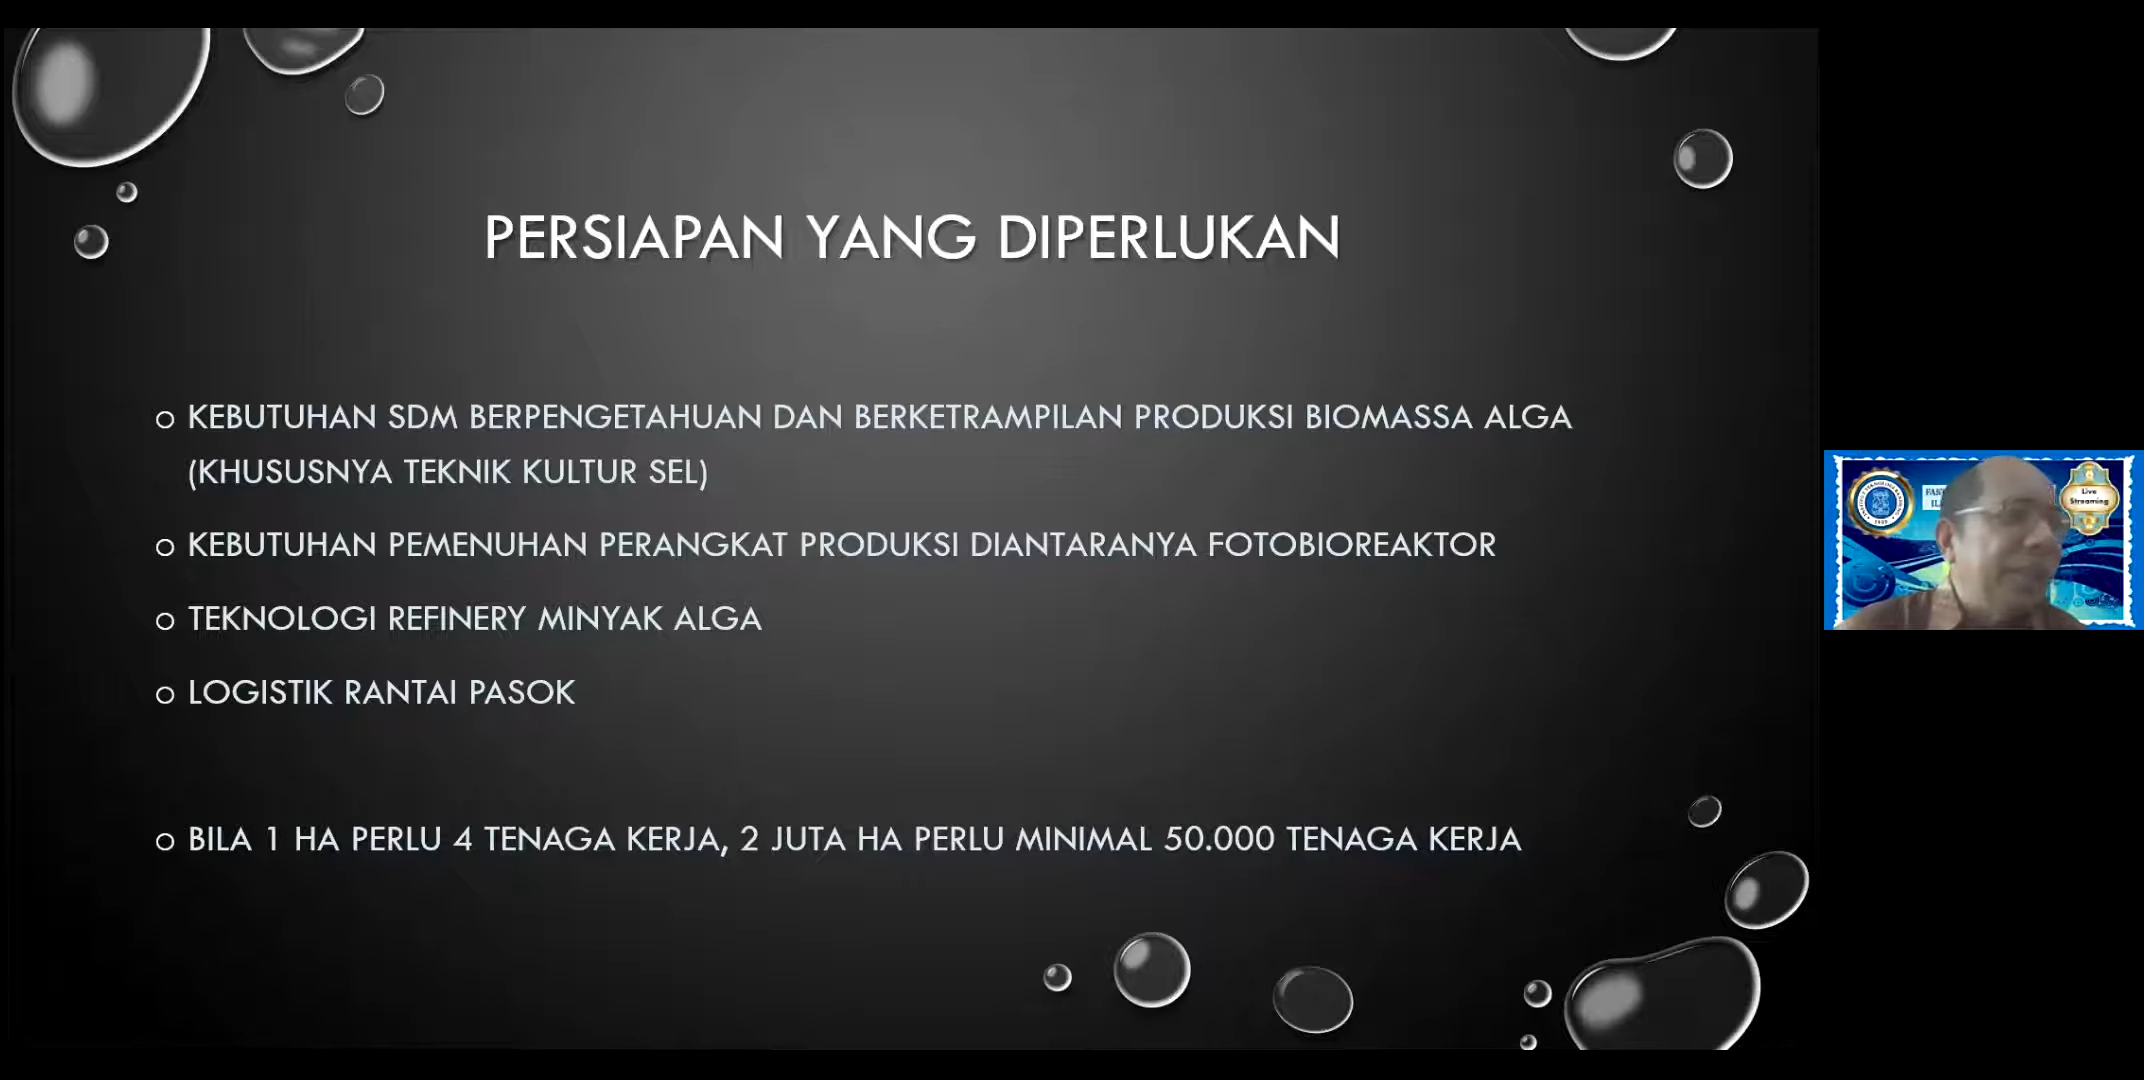 PERSIAPAN YANG DIPERLUKAN
o KEBUTUHAN SDM BERPENGETAHUAN DAN BERKETRAMPILAN PRODUKSI BIOMASSA ALGA
(KHUSUSNYA TEKNIK KULTUR SEL)
o KEBUTUHAN PEMENUHAN PERANGKAT PRODUKSI DIANTARANYA FOTOBIOREAKTOR
o TEKNOLOGI REFINERY MINYAK ALGA
o LOGISTIK RANTAI PASOK
o BILA 1 HA PERLU 4 TENAGA KERJA, 2 JUTA HA PERLU MINIMAL 50.000 TENAGA KERJA
Live
Streaming